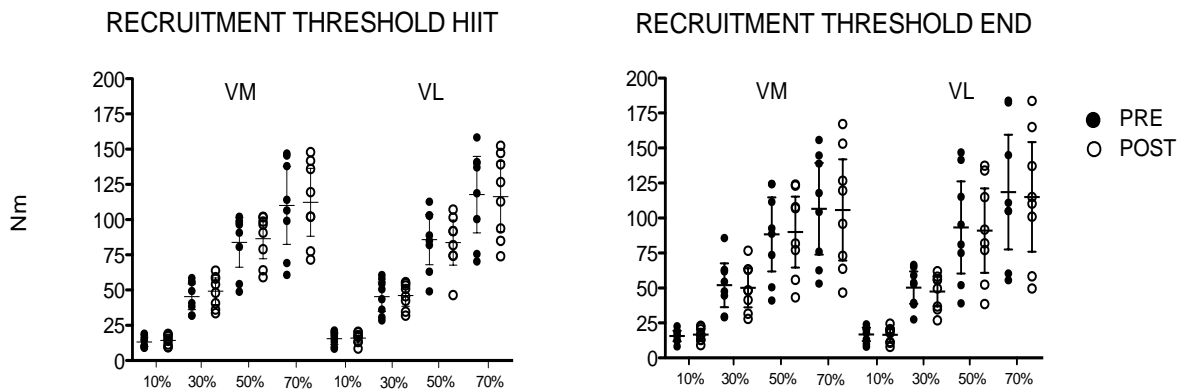 RECRUITMENT THRESHOLD HIIT
RECRUITMENT THRESHOLD END
Nm
200
175
150
125
100
75
50
25
0
VM
VL
10% 30% 50% 70% 10% 30% 50% 70%
200
175
150
125
100
75
50
25
0
VM
VL
10% 30% 50% 70% 10% 30% 50% 70%
PRE
POST